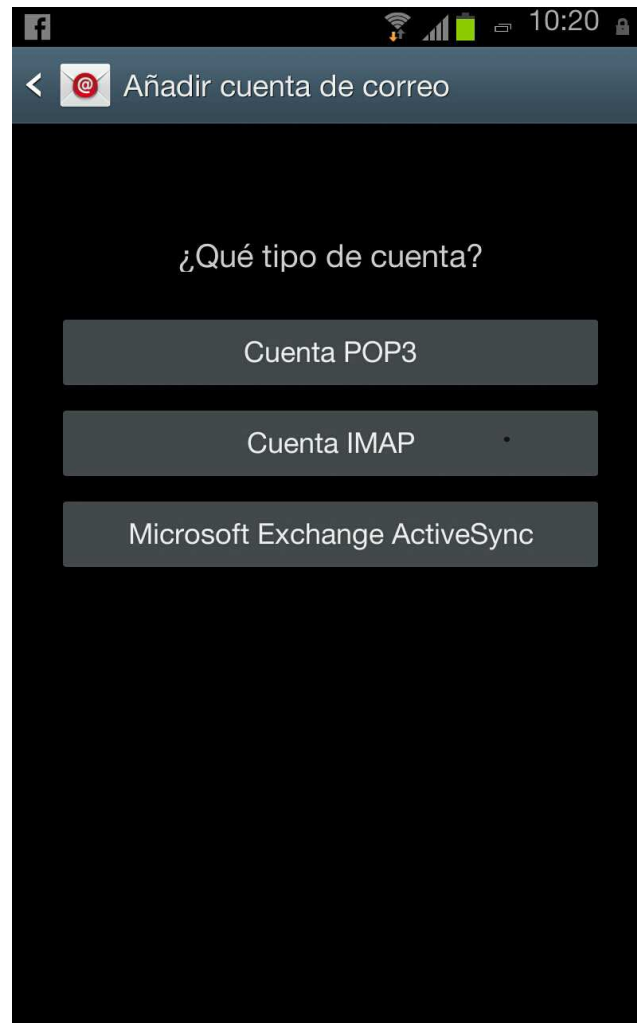 10:20
Añadir cuenta de correo
¿Qué tipo de cuenta?
Cuenta POP3
Cuenta IMAP
Microsoft Exchange ActiveSync